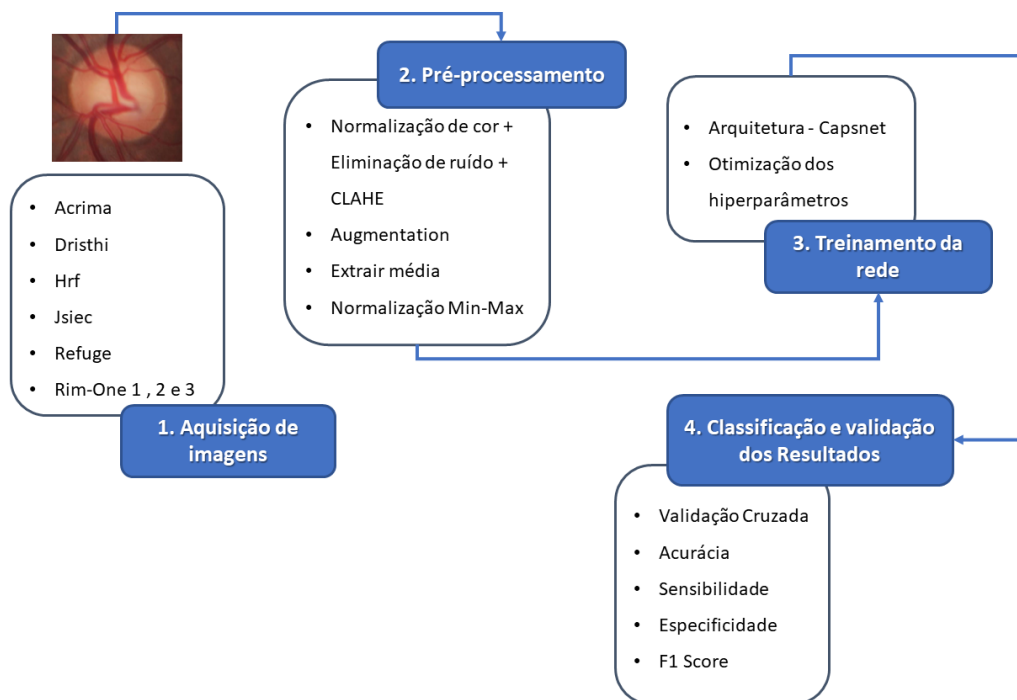 Acrima
Dristhi
Hrf
Jsiec
Refuge
Rim-One 1 , 2 e 3
1. Aquisição de
imagens
2. Pré-processamento
Normalização de cor +
Eliminação de ruído +
CLAHE
Augmentation
Extrair média
Normalização Min-Max
Arquitetura - Capsnet
Otimização dos
hiperparâmetros
3. Treinamento da
rede
4. Classificação e validação
dos Resultados
Validação Cruzada
Acurácia
Sensibilidade
Especificidade
F1 Score